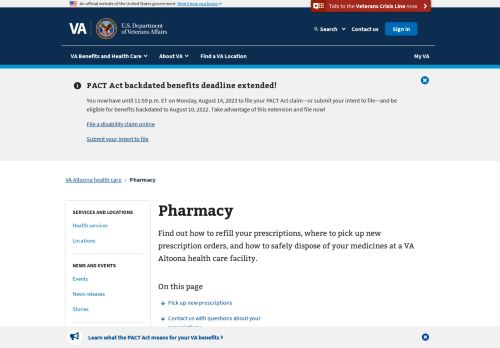 An official website of the United States government Here's how you know
Talk to the Veterans Crisis Line now
VA
U.S. Department
of Veterans Affairs
Search
Contact us
Sign in
VA Benefits and Health Care
About VA
Find a VA Location
My VA
PACT Act backdated benefits deadline extended!
You now have until 11:59 p.m. ET on Monday, August 14, 2023 to file your PACT Act claim—or submit your intent to file—and be
eligible for benefits backdated to August 10, 2022. Take advantage of this extension and file now!
File a disability claim online
Submit your intent to file
VA Altoona health care › Pharmacy
SERVICES AND LOCATIONS
Health services
Locations
NEWS AND EVENTS
Events
News releases
Stories
Pharmacy
Find out how to refill your prescriptions, where to pick up new
prescription orders, and how to safely dispose of your medicines at a VA
Altoona health care facility.
On this page
Pick up new prescriptions
Contact us with questions about your
prescriptions
Learn what the PACT Act means for your VA benefits